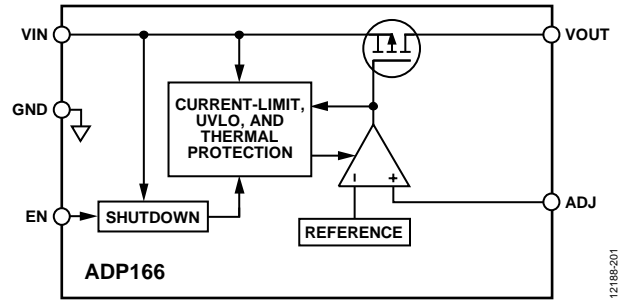 VIN
VOUT
GND
CURRENT-LIMIT,
UVLO, AND
THERMAL
PROTECTION
EN
SHUTDOWN
– +
REFERENCE
ADJ
ADP166
12188-201